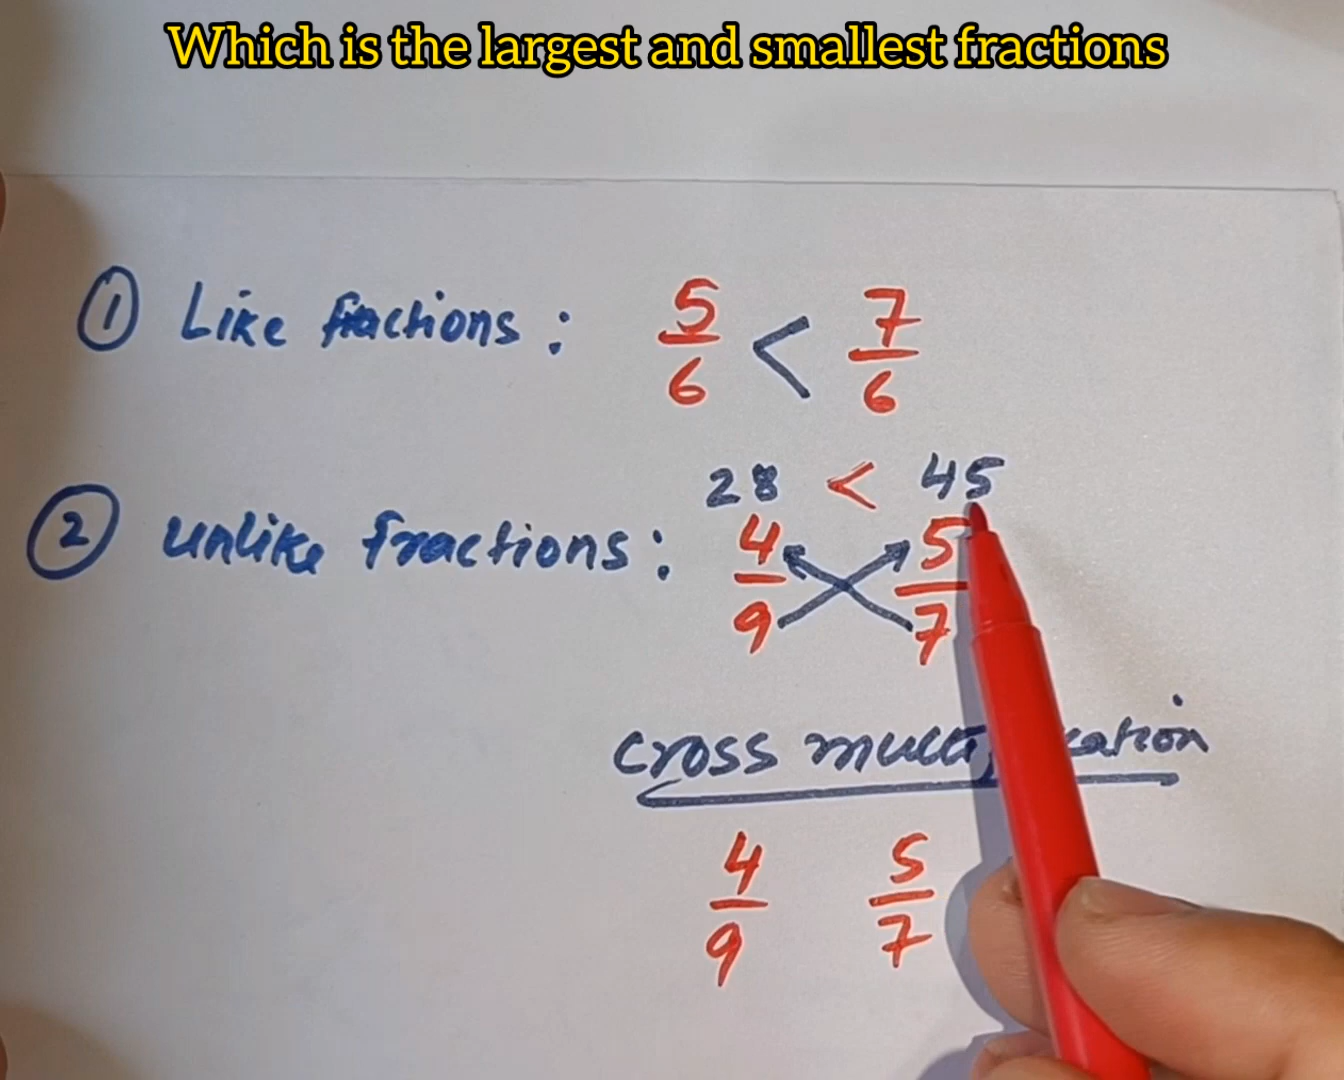 Which is the largest and smallest fractions
① Like fractions : 5/6 < 7/6
28 < 45
② unlike fractions : 4/9 5/7
cross
4/9 5/7